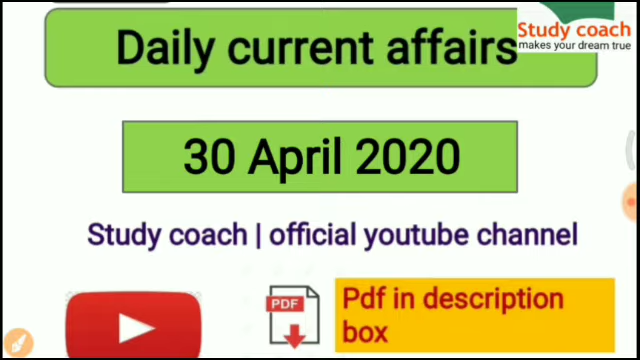 Study coach
makes your dream true
Daily current affairs
30 April 2020
Study coach | official youtube channel
PDF
Pdf in description
box